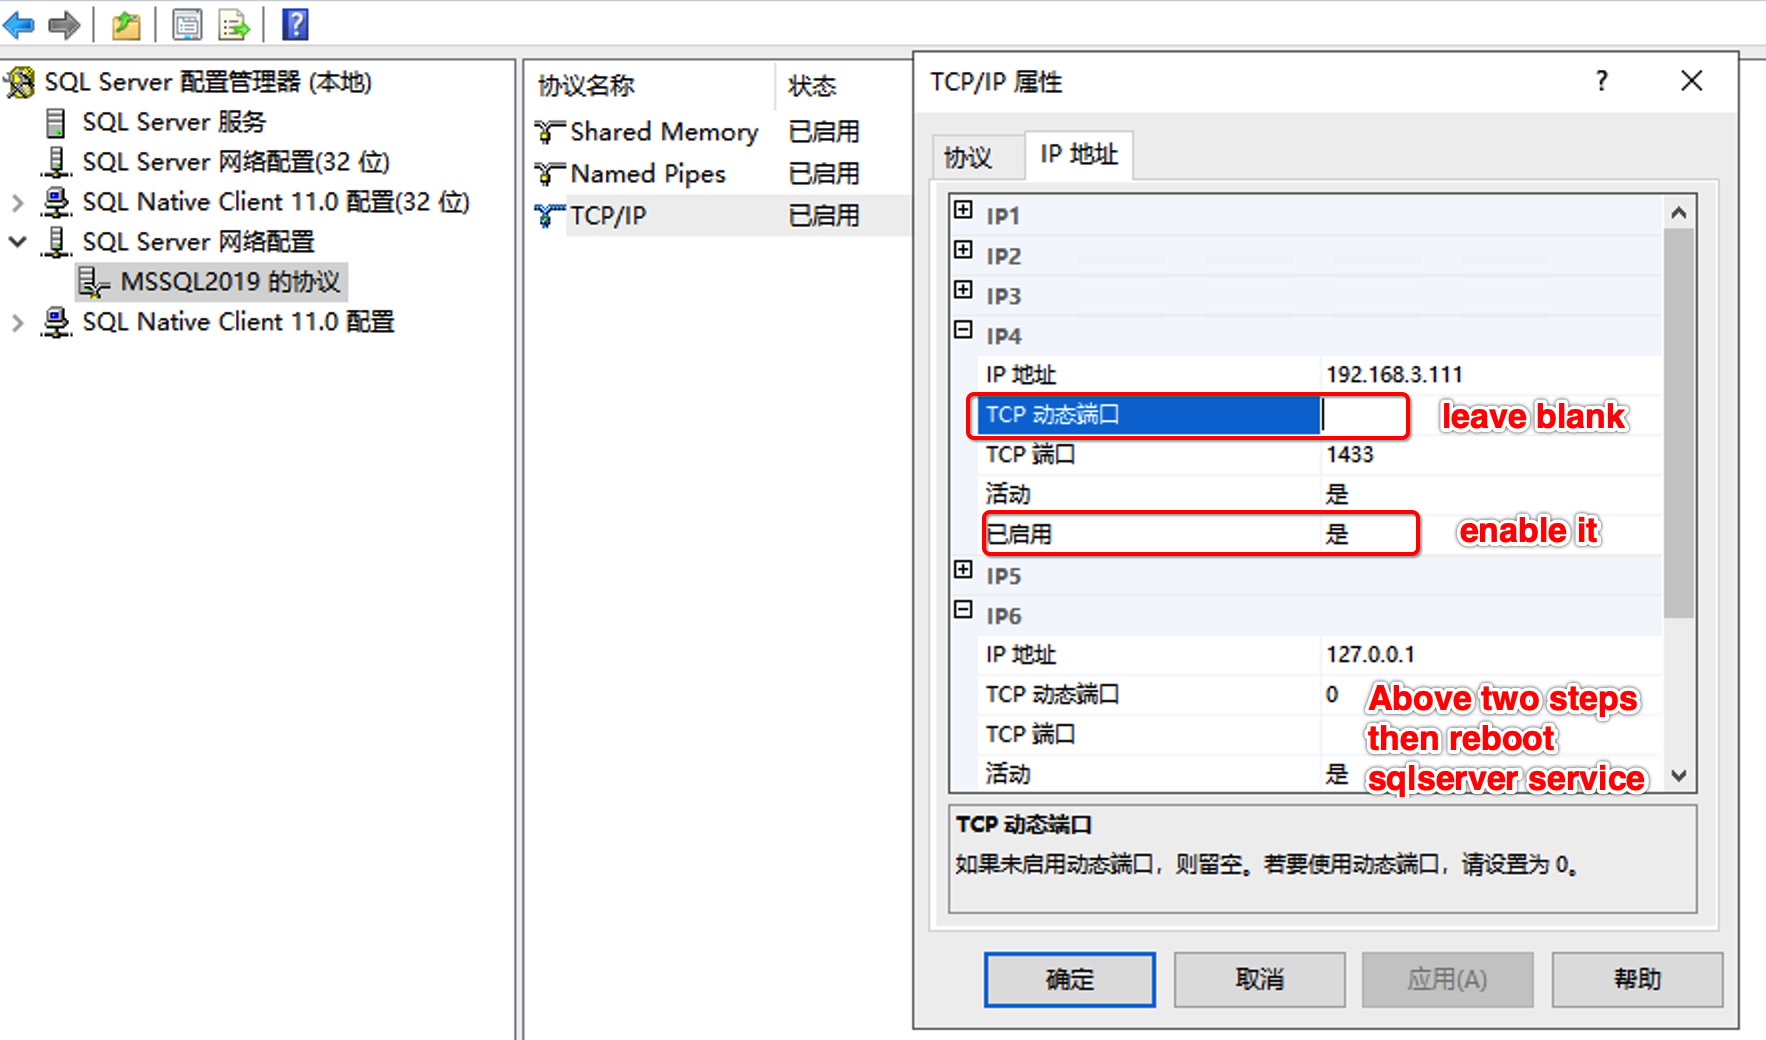 SQL Server 配置管理器 (本地)
SQL Server 服务
SQL Server 网络配置(32 位)
SQL Native Client 11.0 配置(32 位)
SQL Server 网络配置
MSSQL2019 的协议
SQL Native Client 11.0 配置
协议名称 状态
Shared Memory 已启用
Named Pipes 已启用
TCP/IP 已启用
TCP/IP 属性
协议 IP 地址
IP1
IP2
IP3
IP4
IP 地址 192.168.3.111
TCP 动态端口 leave blank
TCP 端口 1433
活动 是
已启用 是 enable it
IP5
IP6
IP 地址 127.0.0.1
TCP 动态端口 0
TCP 端口
活动 是
Above two steps
then reboot
sqlserver service
TCP 动态端口
如果未启用动态端口，则留空。若要使用动态端口，请设置为 0。
确定 取消 应用(A) 帮助